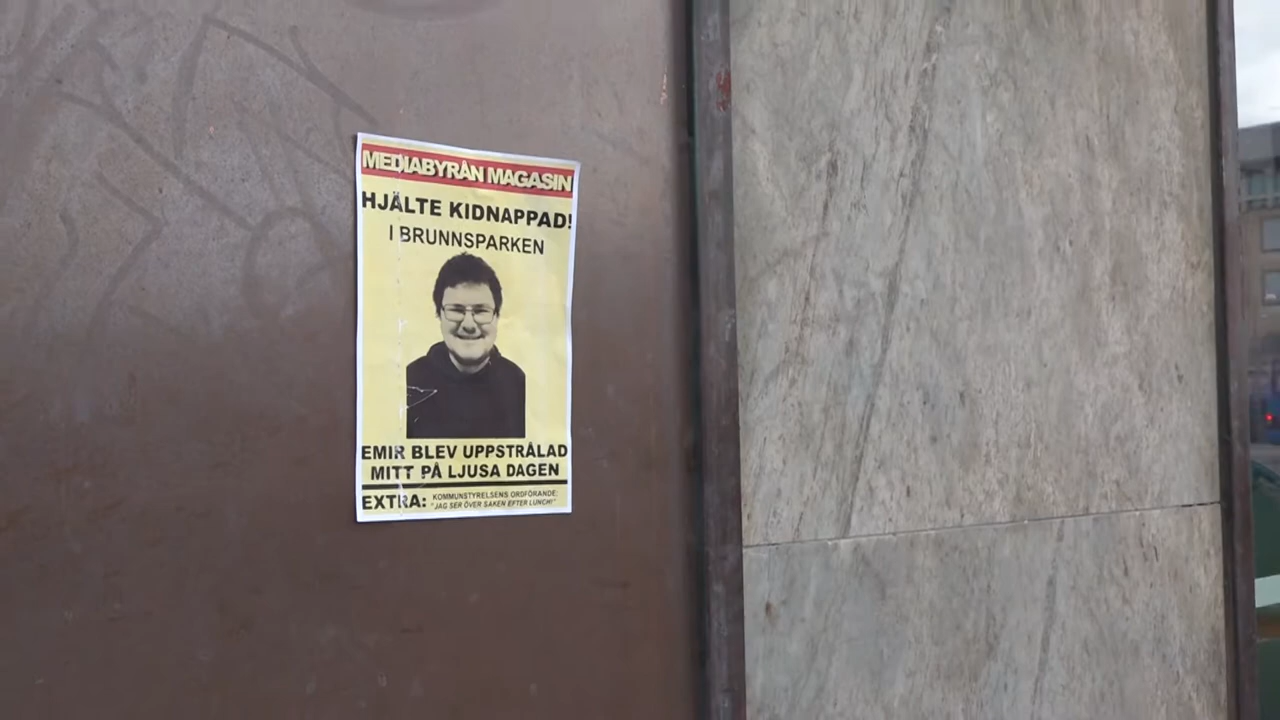 MEDIABYRÅN MAGASIN
HJÄLTE KIDNAPPAD!
I BRUNNSPARKEN
EMIR BLEV UPPSTRÅLAD
MITT PÅ LJUSA DAGEN
EXTRA: KOMMUNSTYRELSENS ORDFÖRANDE:
"JAG SER ÖVER SAKEN EFTER LUNCH!"